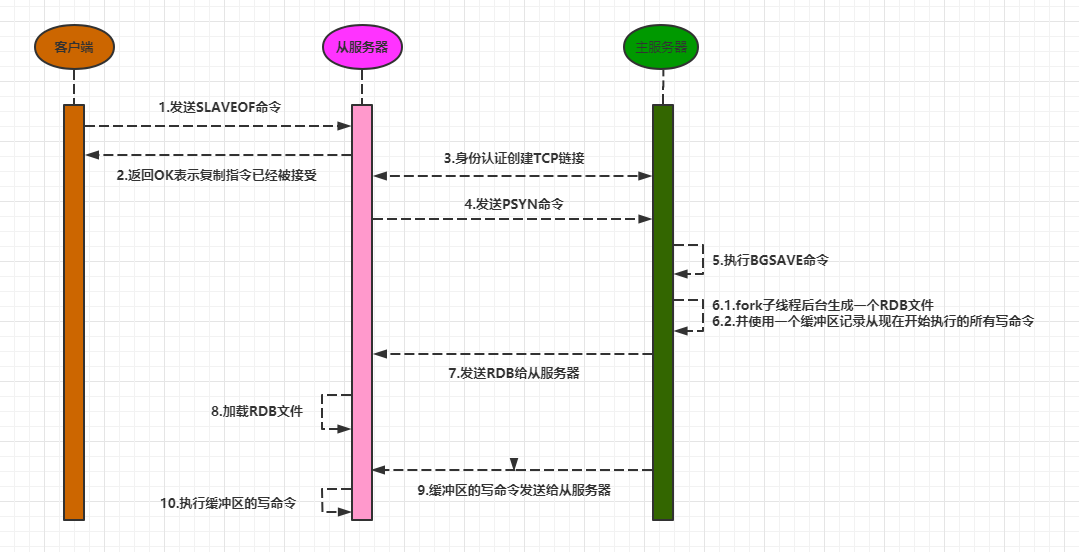 客户端
从服务器
主服务器
1.发送SLAVEOF命令
2.返回OK表示复制指令已经被接受
3.身份认证创建TCP链接
4.发送PSYN命令
5.执行BGSAVE命令
6.1.fork子线程后台生成一个RDB文件
6.2.并使用一个缓冲区记录从现在开始执行的所有写命令
7.发送RDB给从服务器
8.加载RDB文件
9.缓冲区的写命令发送给从服务器
10.执行缓冲区的写命令